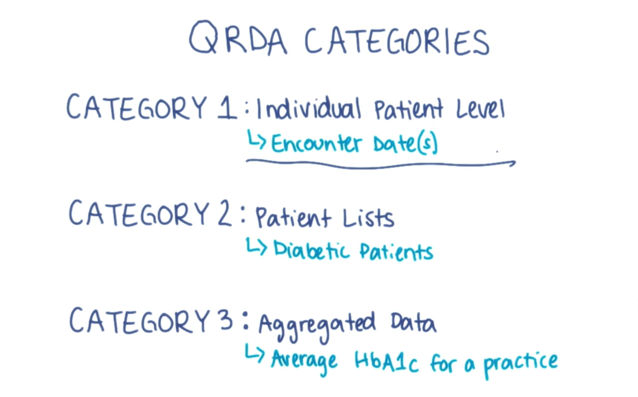 QRDA CATEGORIES
CATEGORY 1: Individual Patient Level
↳ Encounter Date(s)
CATEGORY 2: Patient Lists
↳ Diabetic Patients
CATEGORY 3: Aggregated Data
↳ Average HbA1c for a practice